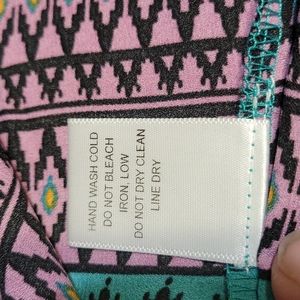 HAND WASH COLD
DO NOT BLEACH
IRON, LOW
DO NOT DRY CLEAN
LINE DRY